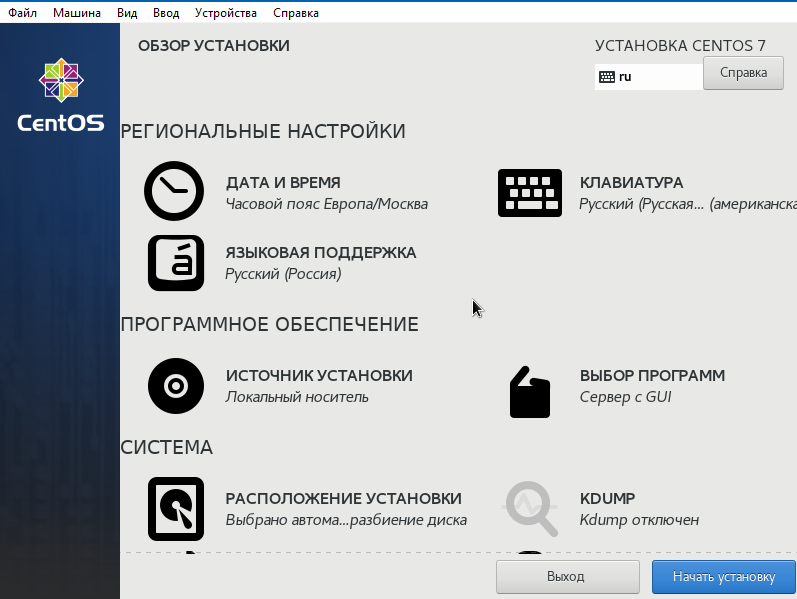 Файл Машина Вид Ввод Устройства Справка
CentOS
ОБЗОР УСТАНОВКИ
УСТАНОВКА CENTOS 7
ru
Справка
РЕГИОНАЛЬНЫЕ НАСТРОЙКИ
ДАТА И ВРЕМЯ
Часовой пояс Европа/Москва
КЛАВИАТУРА
Русский (Русская... (американска
ЯЗЫКОВАЯ ПОДДЕРЖКА
Русский (Россия)
ПРОГРАММНОЕ ОБЕСПЕЧЕНИЕ
ИСТОЧНИК УСТАНОВКИ
Локальный носитель
ВЫБОР ПРОГРАММ
Сервер с GUI
СИСТЕМА
РАСПОЛОЖЕНИЕ УСТАНОВКИ
Выбрано автома...разбиение диска
KDUMP
Kdump отключен
Выход
Начать установку